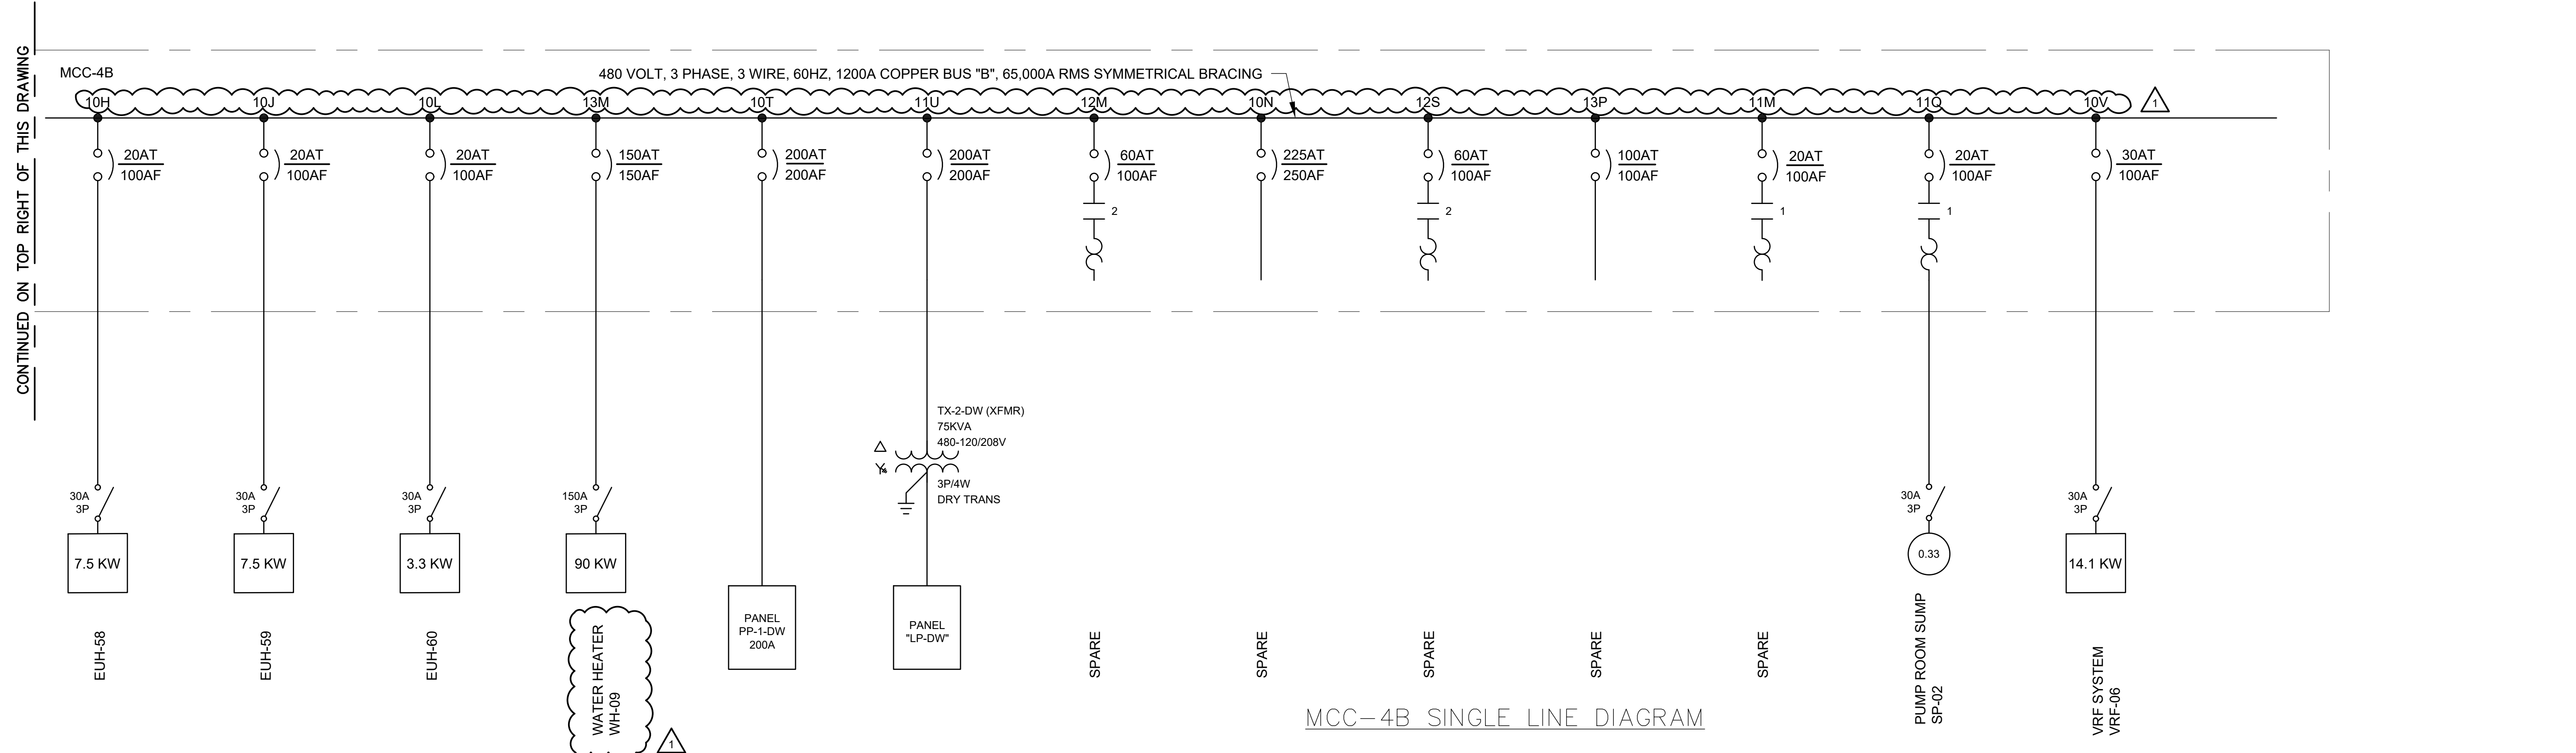 CONTINUED ON TOP RIGHT OF THIS DRAWING
MCC-4B
480 VOLT, 3 PHASE, 3 WIRE, 60HZ, 1200A COPPER BUS "B", 65,000A RMS SYMMETRICAL BRACING
10H 10J 10L 13M 10T 11U 12M 10N 12S 13P 11M 11Q 10V 1
20AT 20AT 20AT 150AT 200AT 200AT 60AT 225AT 60AT 100AT 20AT 20AT 30AT
100AF 100AF 100AF 150AF 200AF 200AF 100AF 250AF 100AF 100AF 100AF 100AF 100AF
2 2 1 1
TX-2-DW (XFMR)
75KVA
480-120/208V
3P/4W
DRY TRANS
30A 30A 30A 150A 30A 30A
3P 3P 3P 3P 3P 3P
7.5 KW 7.5 KW 3.3 KW 90 KW 0.33 14.1 KW
PANEL
PP-1-DW
200A
PANEL
"LP-DW"
EUH-58
EUH-59
EUH-60
WATER HEATER
WH-09
1
SPARE
SPARE
SPARE
SPARE
SPARE
PUMP ROOM SUMP
SP-02
VRF SYSTEM
VRF-06
MCC-4B SINGLE LINE DIAGRAM